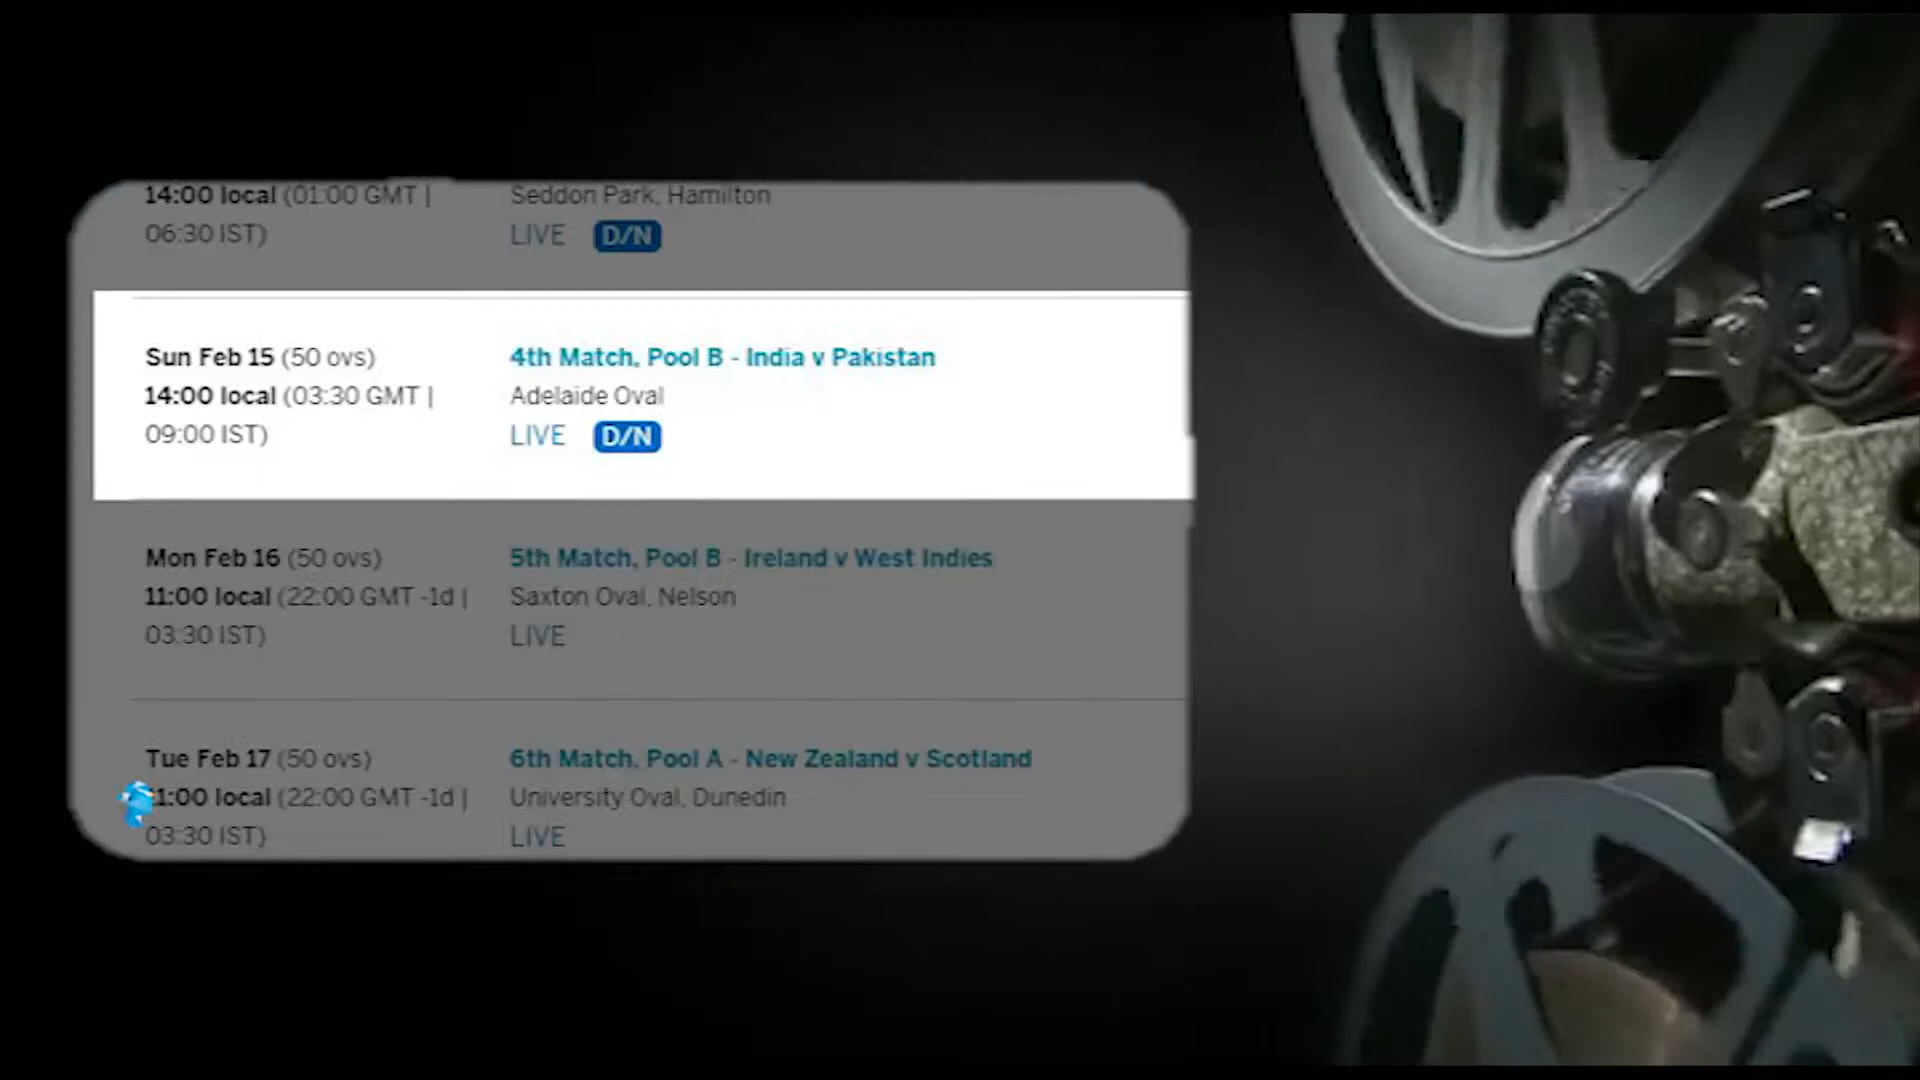 14:00 local (01:00 GMT |
06:30 IST)
Seddon Park, Hamilton
LIVE D/N
Sun Feb 15 (50 ovs)
14:00 local (03:30 GMT |
09:00 IST)
4th Match, Pool B - India v Pakistan
Adelaide Oval
LIVE D/N
Mon Feb 16 (50 ovs)
11:00 local (22:00 GMT -1d |
03:30 IST)
5th Match, Pool B - Ireland v West Indies
Saxton Oval, Nelson
LIVE
Tue Feb 17 (50 ovs)
11:00 local (22:00 GMT -1d |
03:30 IST)
6th Match, Pool A - New Zealand v Scotland
University Oval, Dunedin
LIVE